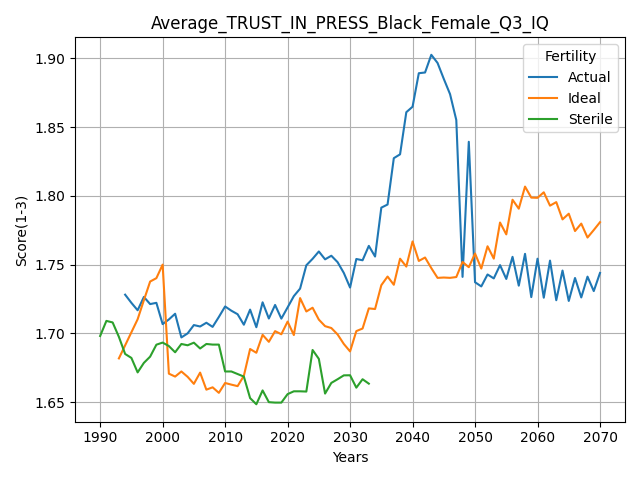 Average_TRUST_IN_PRESS_Black_Female_Q3_IQ
Fertility
Actual
Ideal
Sterile
Score(1-3)
1.90
1.85
1.80
1.75
1.70
1.65
1990 2000 2010 2020 2030 2040 2050 2060 2070
Years